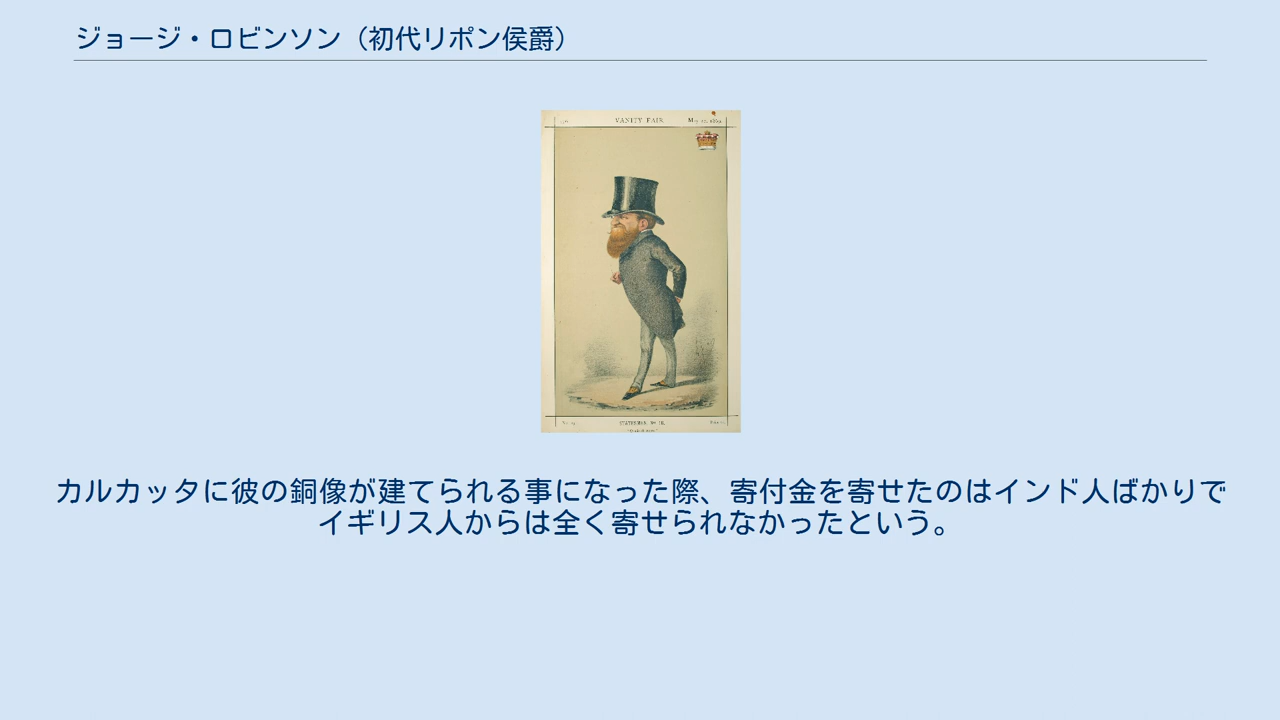 ジョージ・ロビンソン（初代リポン侯爵）
VANITY FAIR
STATESMEN, No 18.
カルカッタに彼の銅像が建てられる事になった際、寄付金を寄せたのはインド人ばかりで
イギリス人からは全く寄せられなかったという。